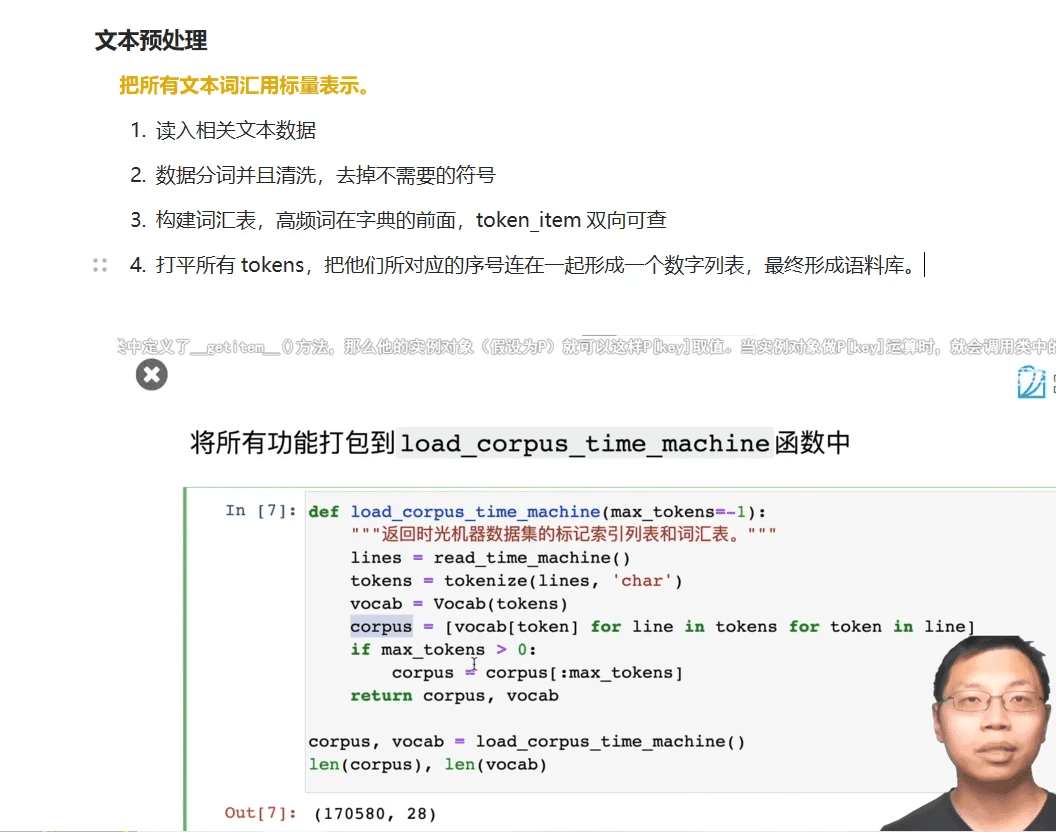 文本预处理
把所有文本词汇用标量表示。
1. 读入相关文本数据
2. 数据分词并且清洗，去掉不需要的符号
3. 构建词汇表，高频词在字典的前面，token_item 双向可查
4. 打平所有 tokens，把他们所对应的序号连在一起形成一个数字列表，最终形成语料库。
类中定义了__getitem__()方法，那么他的实例对象（假设为P）就可以这样P[key]取值。当实例对象做P[key]运算时，就会调用类中的
将所有功能打包到load_corpus_time_machine函数中
In [7]: def load_corpus_time_machine(max_tokens=-1):
"""返回时光机器数据集的标记索引列表和词汇表。"""
lines = read_time_machine()
tokens = tokenize(lines, 'char')
vocab = Vocab(tokens)
corpus = [vocab[token] for line in tokens for token in line]
if max_tokens > 0:
corpus = corpus[:max_tokens]
return corpus, vocab
corpus, vocab = load_corpus_time_machine()
len(corpus), len(vocab)
Out[7]: (170580, 28)